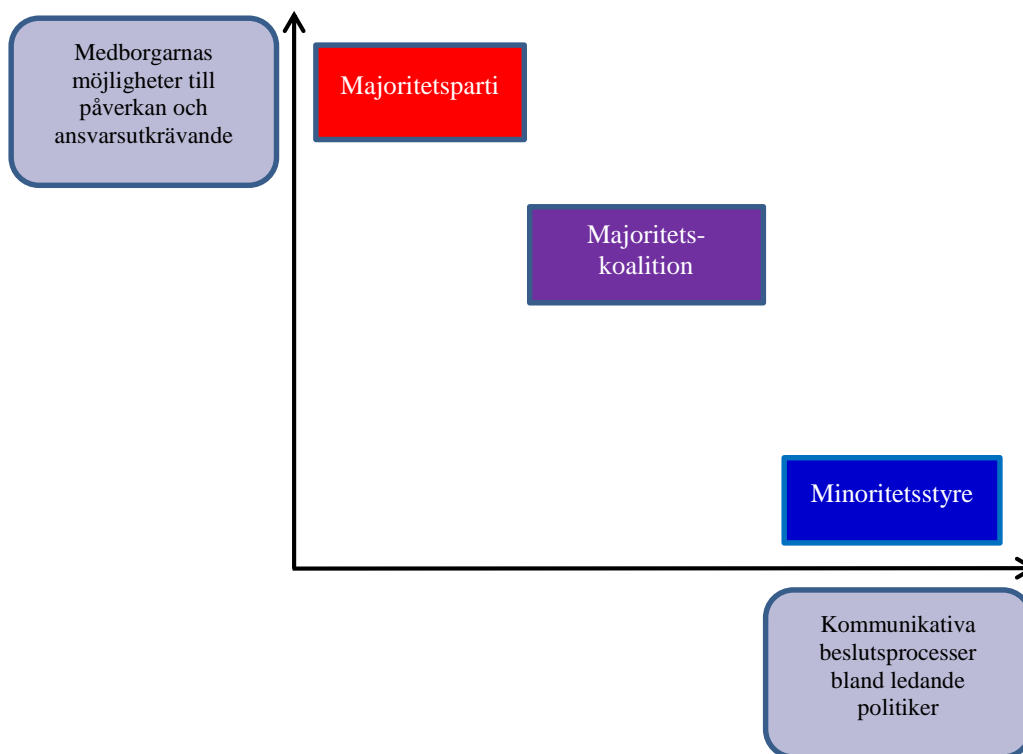 Medborgarnas
möjligheter till
påverkan och
ansvarsutkrävande
Majoritetsparti
Majoritets-
koalition
Minoritetsstyre
Kommunikativa
beslutsprocesser
bland ledande
politiker